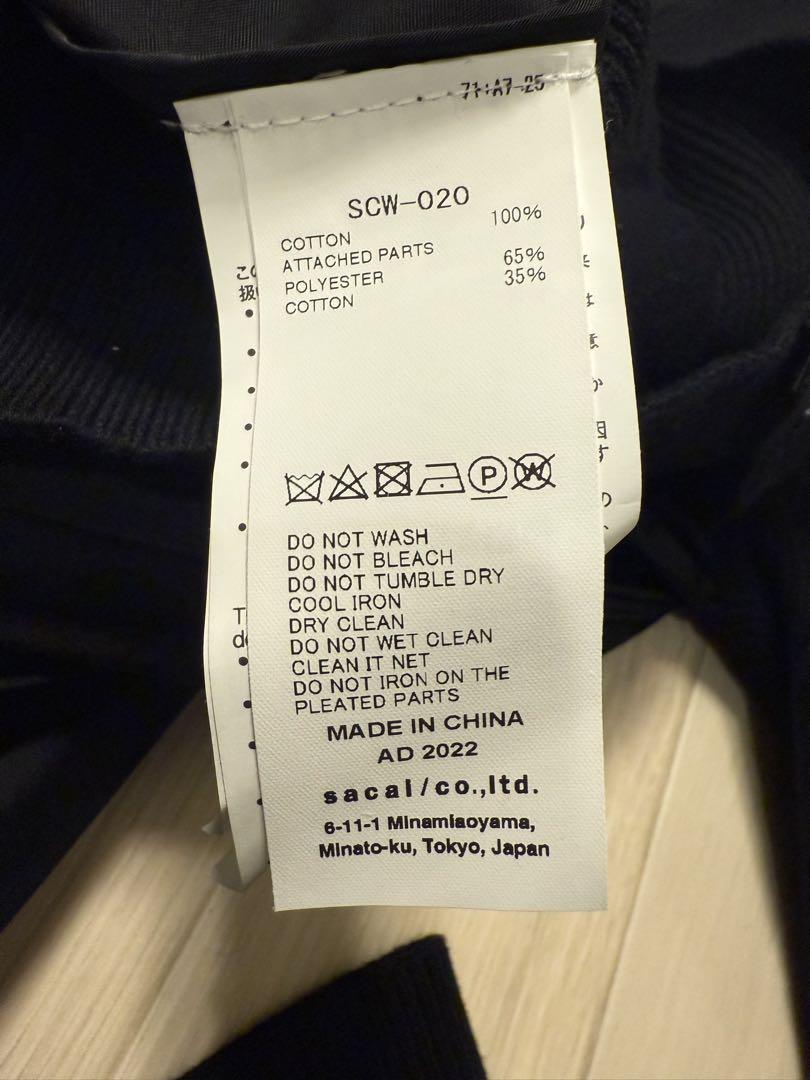 SCW-020
COTTON 100%
ATTACHED PARTS
POLYESTER 65%
COTTON 35%
P
W
DO NOT WASH
DO NOT BLEACH
DO NOT TUMBLE DRY
COOL IRON
DRY CLEAN
DO NOT WET CLEAN
CLEAN IT NET
DO NOT IRON ON THE
PLEATED PARTS
MADE IN CHINA
AD 2022
sacai/co.,ltd.
6-11-1 Minamiaoyama,
Minato-ku, Tokyo, Japan